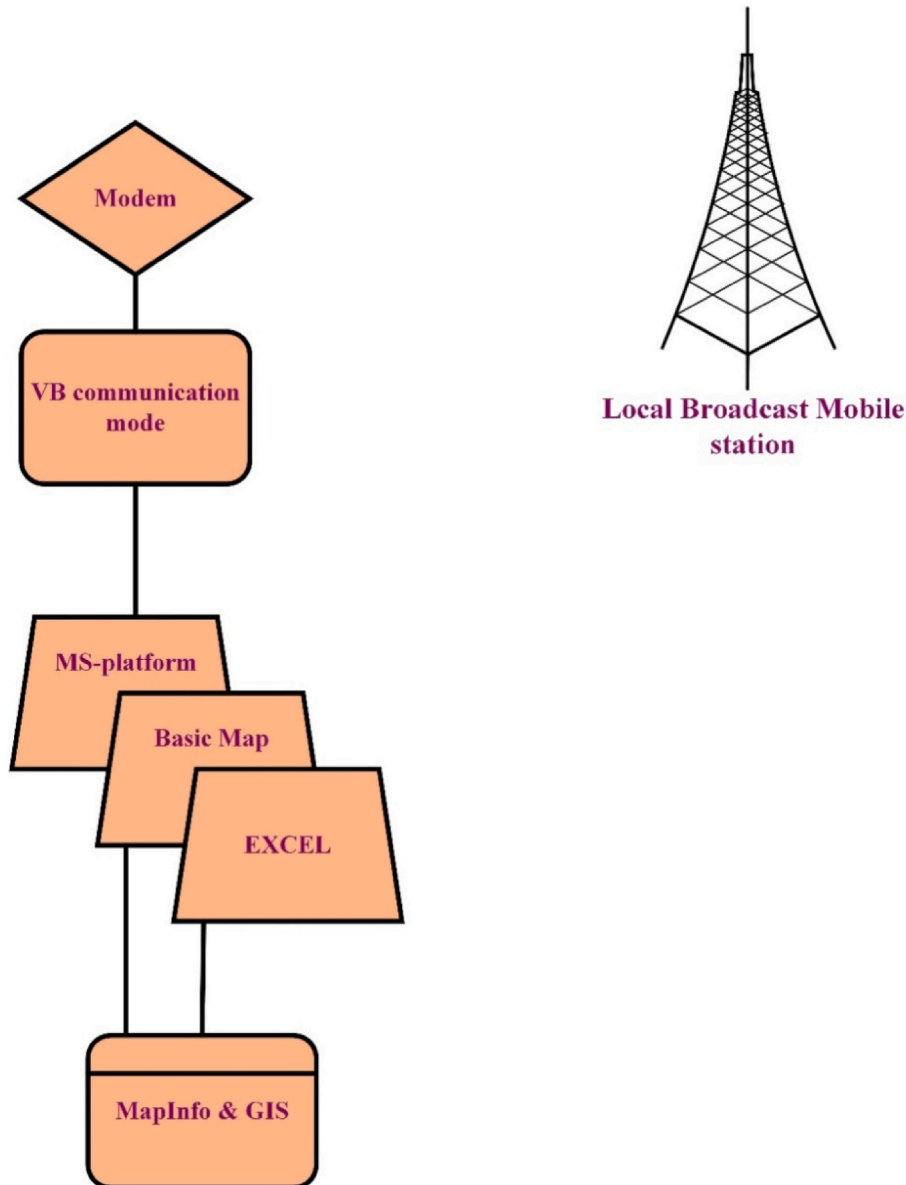 Modem
VB communication
mode
Local Broadcast Mobile
station
MS-platform
Basic Map
EXCEL
MapInfo & GIS